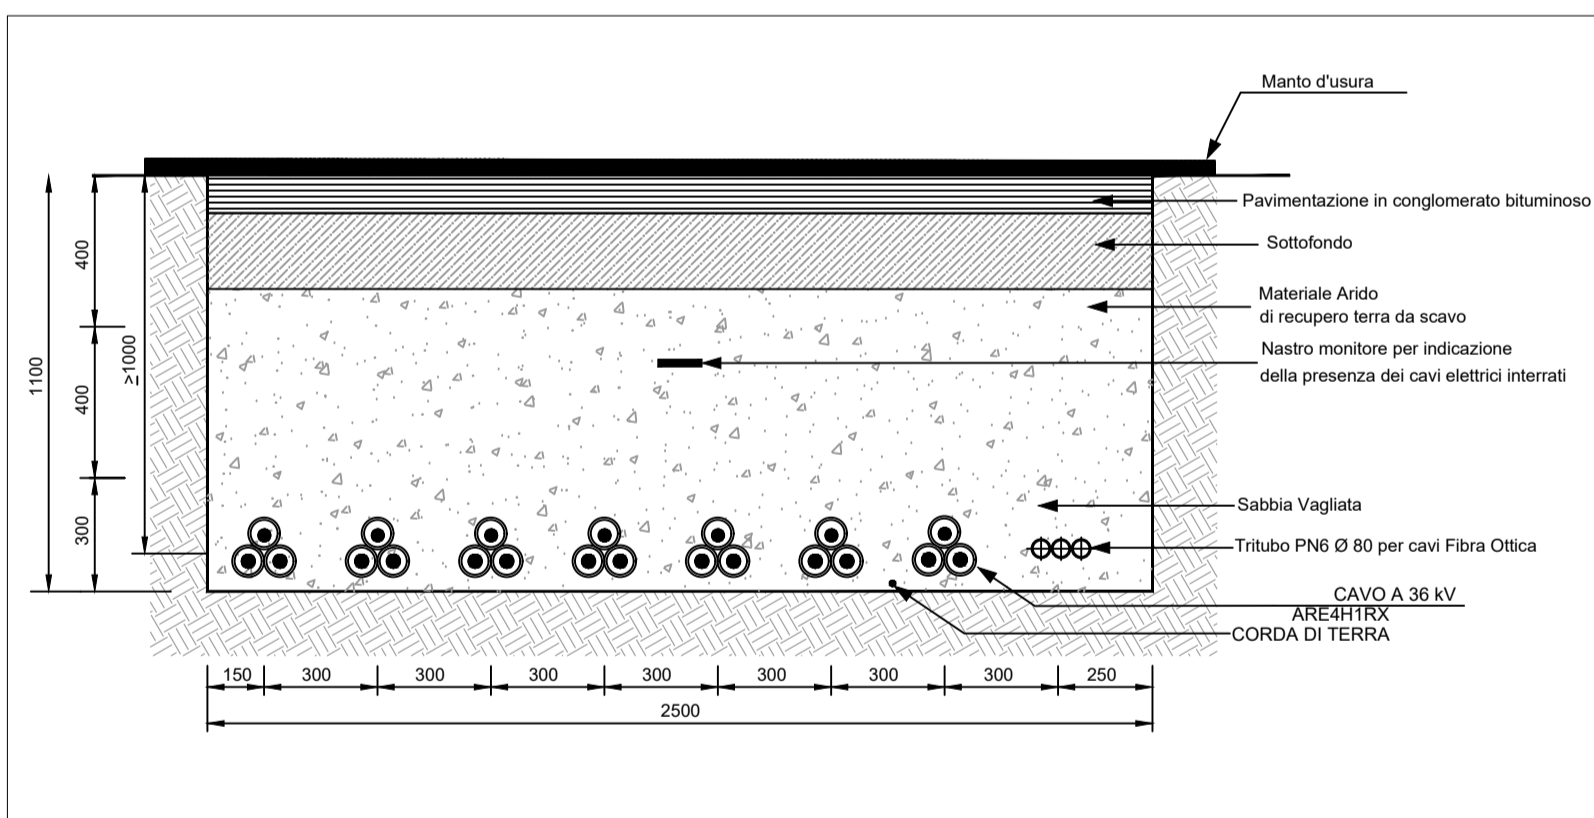 Manto d'usura
Pavimentazione in conglomerato bituminoso
Sottofondo
Materiale Arido
di recupero terra da scavo
Nastro monitore per indicazione
della presenza dei cavi elettrici interrati
Sabbia Vagliata
Tritubo PN6 Ø 80 per cavi Fibra Ottica
CAVO A 36 kV
ARE4H1RX
CORDA DI TERRA
1100
400
400
300
≥1000
150
300
300
300
300
300
300
300
250
2500